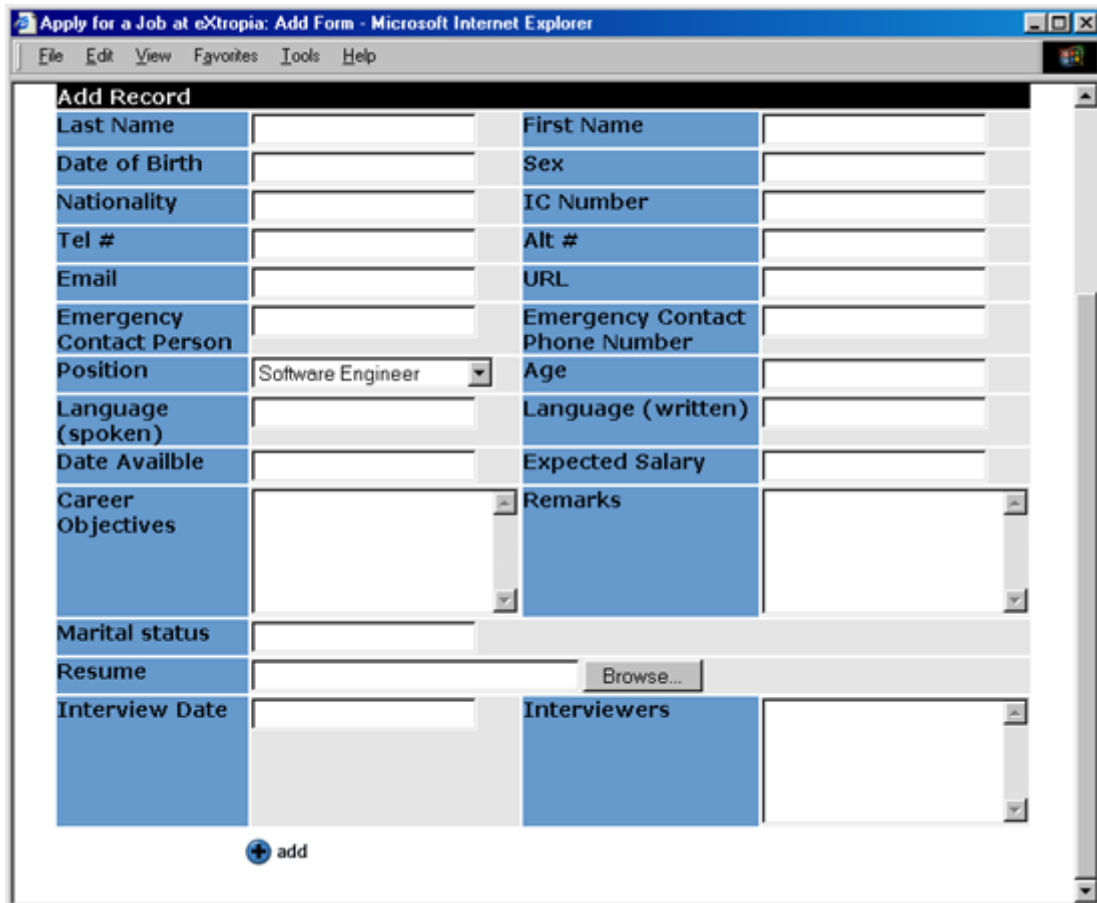 Apply for a Job at eXtropia: Add Form - Microsoft Internet Explorer
File Edit View Favorites Tools Help
Add Record
Last Name First Name
Date of Birth Sex
Nationality IC Number
Tel # Alt #
Email URL
Emergency Emergency Contact
Contact Person Phone Number
Position Software Engineer Age
Language Language (written)
(spoken)
Date Availble Expected Salary
Career Remarks
Objectives
Marital status
Resume Browse...
Interview Date Interviewers
add